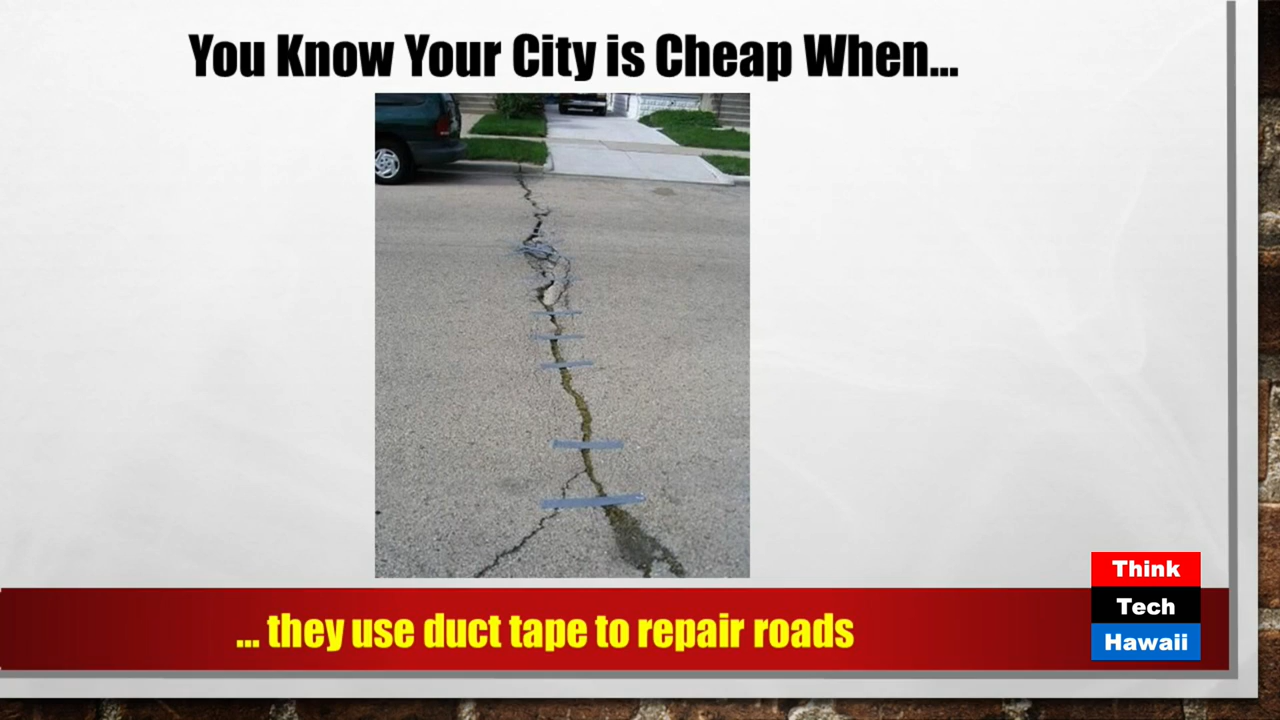 You Know Your City is Cheap When...
... they use duct tape to repair roads
Think
Tech
Hawaii